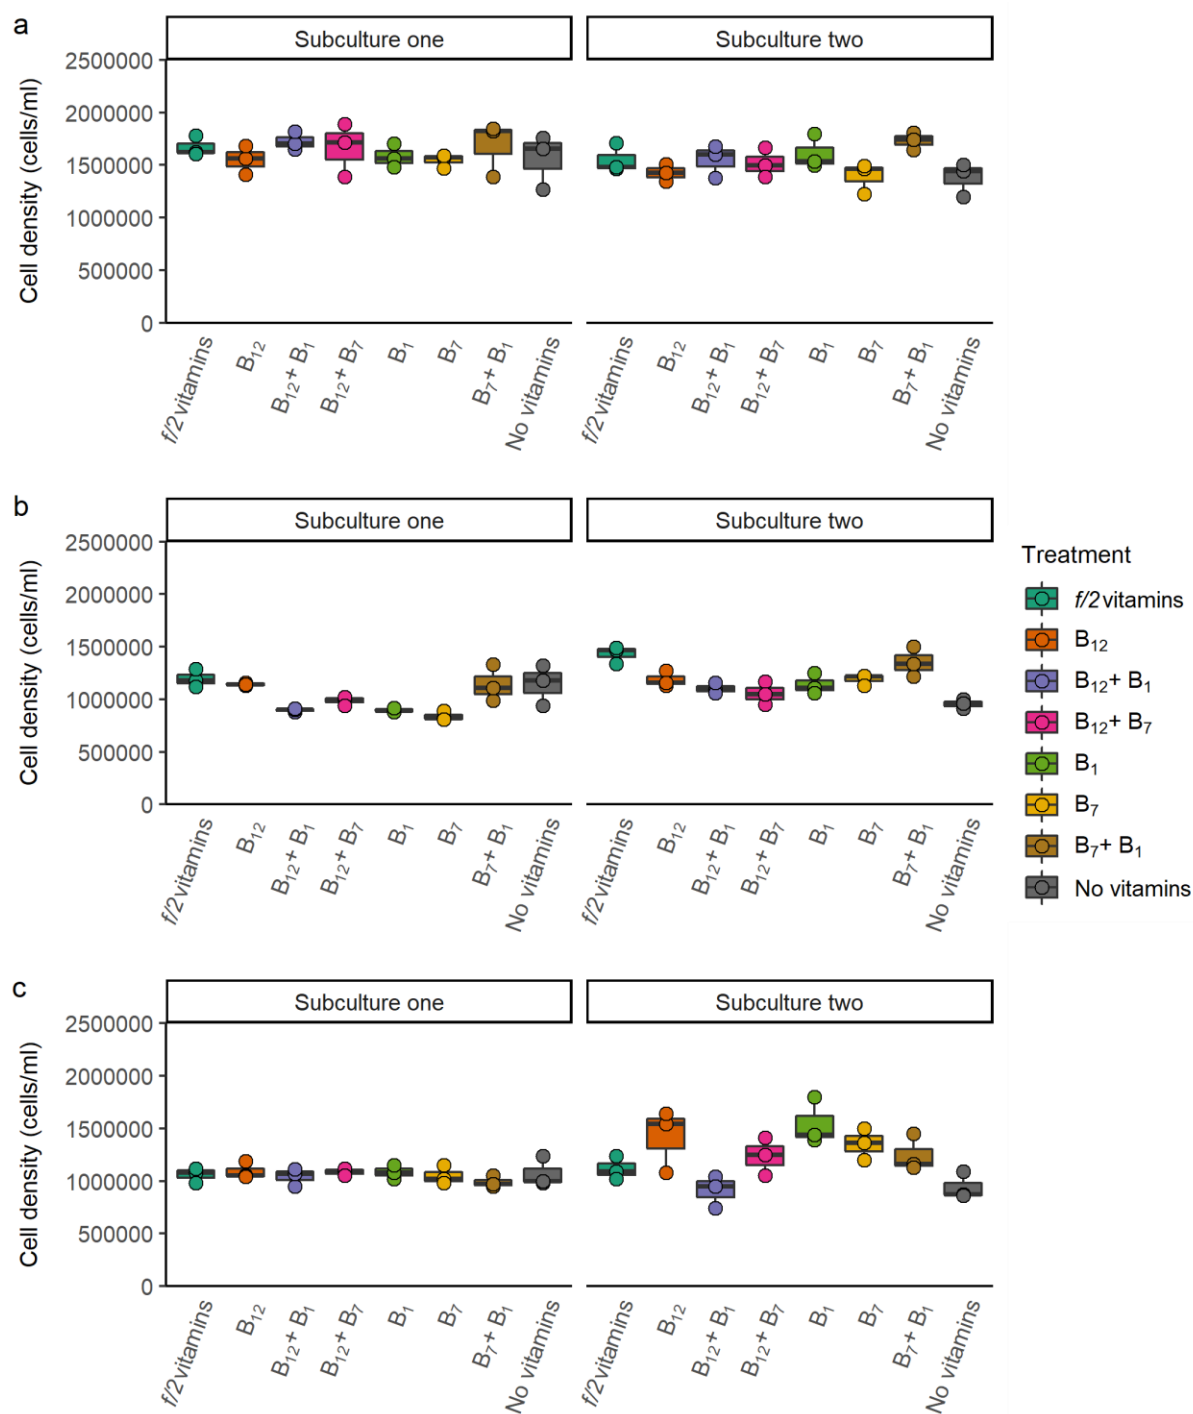 a
Subculture one Subculture two
Cell density (cells/ml)
2500000
2000000
1500000
1000000
500000
0
f/2 vitamins B₁₂ B₁₂+ B₁ B₁₂+ B₇ B₁ B₇ B₇+ B₁ No vitamins f/2 vitamins B₁₂ B₁₂+ B₁ B₁₂+ B₇ B₁ B₇ B₇+ B₁ No vitamins
b
Subculture one Subculture two
Cell density (cells/ml)
2500000
2000000
1500000
1000000
500000
0
f/2 vitamins B₁₂ B₁₂+ B₁ B₁₂+ B₇ B₁ B₇ B₇+ B₁ No vitamins f/2 vitamins B₁₂ B₁₂+ B₁ B₁₂+ B₇ B₁ B₇ B₇+ B₁ No vitamins
Treatment
f/2 vitamins
B₁₂
B₁₂+ B₁
B₁₂+ B₇
B₁
B₇
B₇+ B₁
No vitamins
c
Subculture one Subculture two
Cell density (cells/ml)
2500000
2000000
1500000
1000000
500000
0
f/2 vitamins B₁₂ B₁₂+ B₁ B₁₂+ B₇ B₁ B₇ B₇+ B₁ No vitamins f/2 vitamins B₁₂ B₁₂+ B₁ B₁₂+ B₇ B₁ B₇ B₇+ B₁ No vitamins